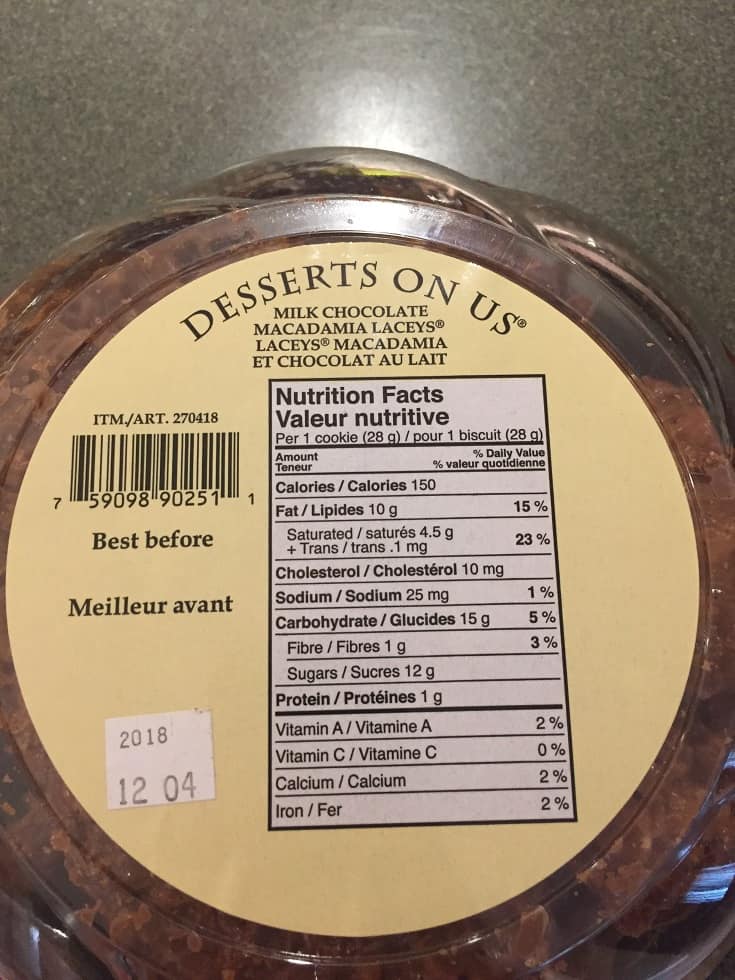 DESSERTS ON US®
MILK CHOCOLATE
MACADAMIA LACEYS®
LACEYS® MACADAMIA
ET CHOCOLAT AU LAIT
ITM./ART. 270418
7 59098 90251 1
Best before
Meilleur avant
2018
12 04
Nutrition Facts
Valeur nutritive
Per 1 cookie (28 g) / pour 1 biscuit (28 g)
Amount % Daily Value
Teneur % valeur quotidienne
Calories / Calories 150
Fat / Lipides 10 g 15 %
Saturated / saturés 4.5 g
+ Trans / trans .1 mg 23 %
Cholesterol / Cholestérol 10 mg
Sodium / Sodium 25 mg 1 %
Carbohydrate / Glucides 15 g 5 %
Fibre / Fibres 1 g 3 %
Sugars / Sucres 12 g
Protein / Protéines 1 g
Vitamin A / Vitamine A 2 %
Vitamin C / Vitamine C 0 %
Calcium / Calcium 2 %
Iron / Fer 2 %